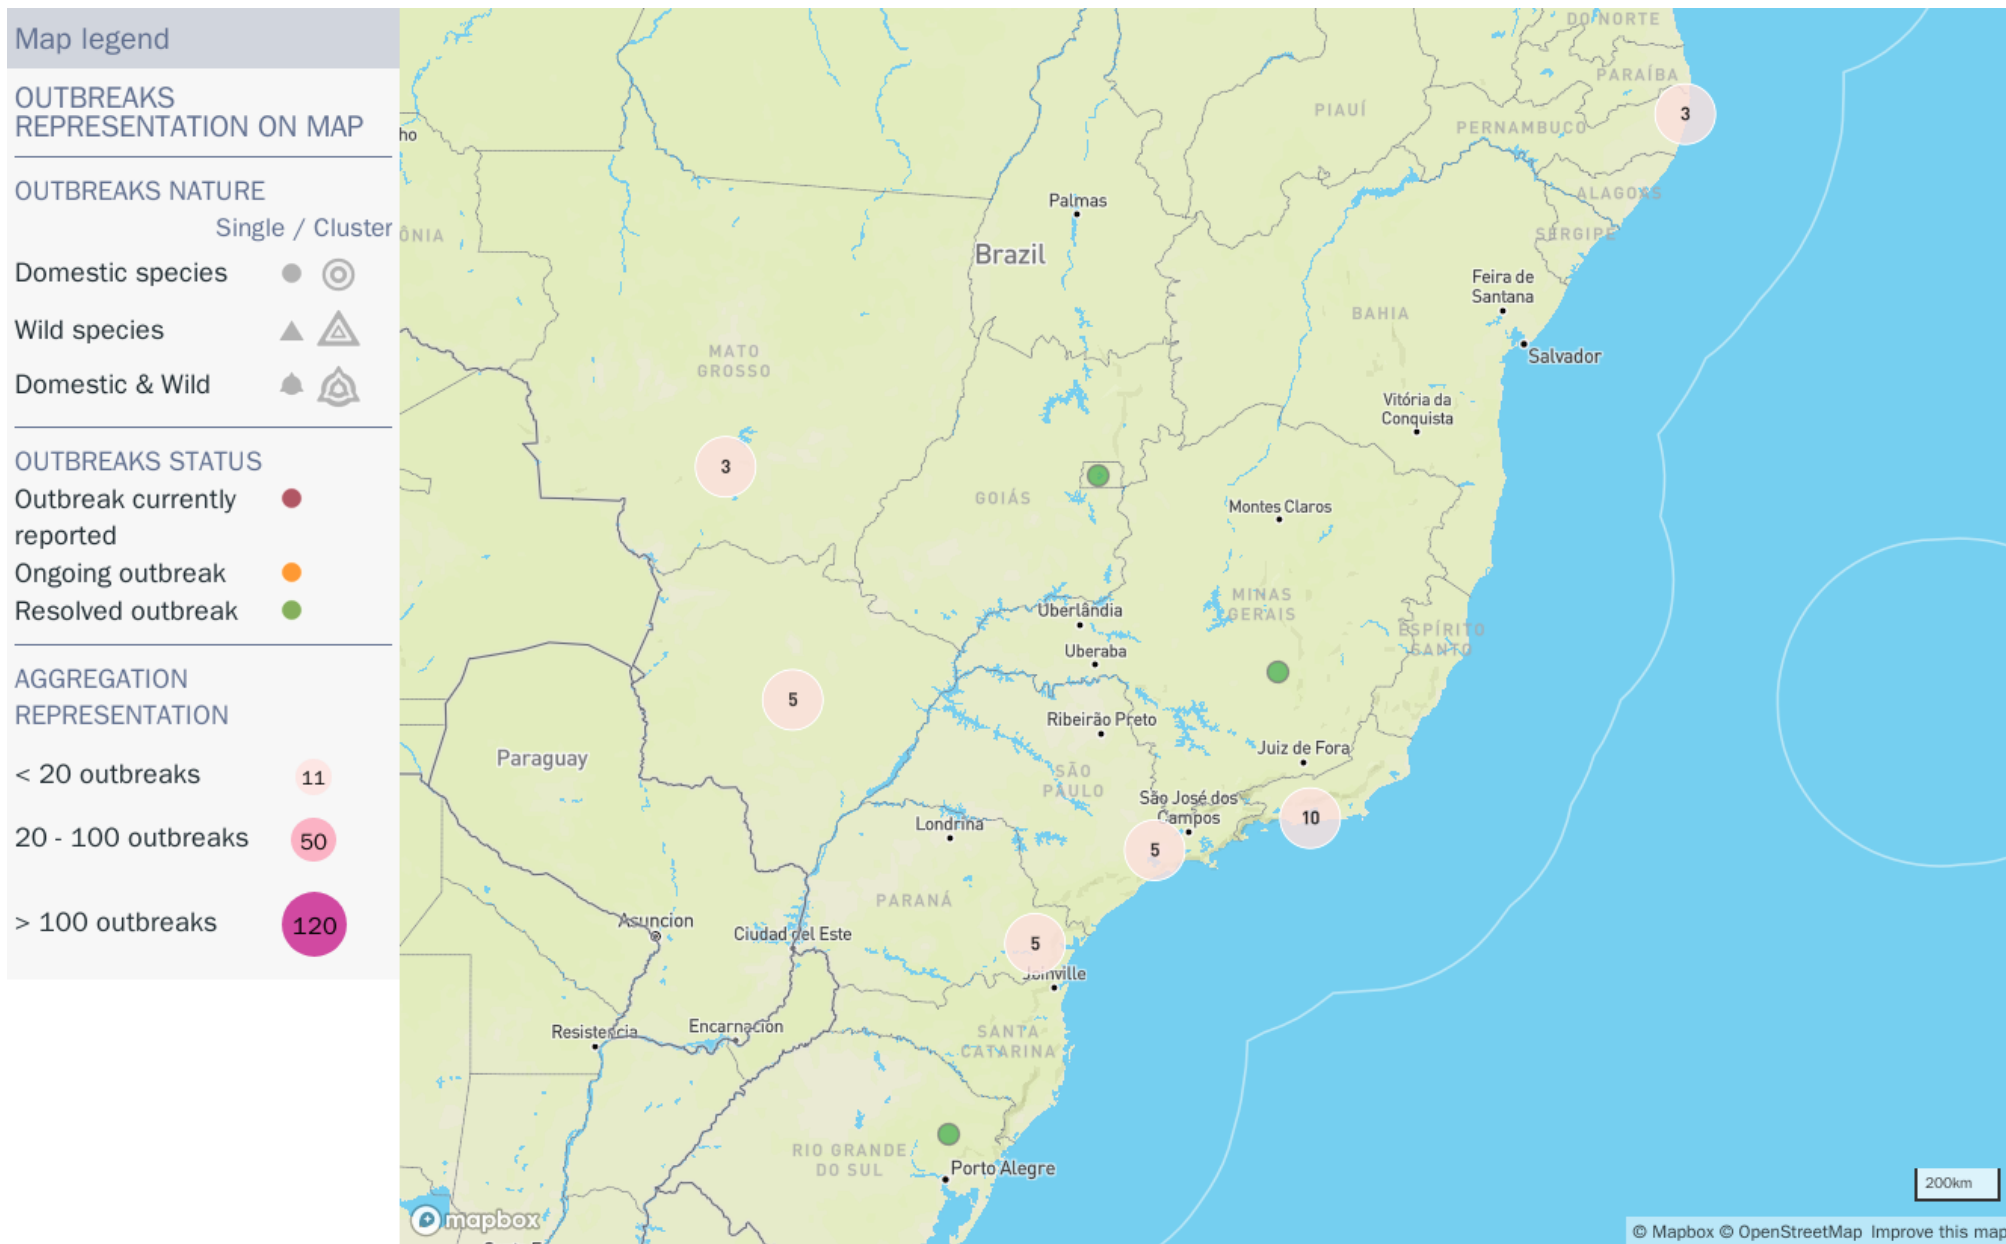 Map legend
OUTBREAKS
REPRESENTATION ON MAP
OUTBREAKS NATURE
Single / Cluster
Domestic species
Wild species
Domestic & Wild
OUTBREAKS STATUS
Outbreak currently
reported
Ongoing outbreak
Resolved outbreak
AGGREGATION
REPRESENTATION
< 20 outbreaks 11
20 - 100 outbreaks 50
> 100 outbreaks 120
DO NORTE
PARAÍBA
PIAUÍ
3
PERNAMBUCO
ho
ALAGOAS
Palmas
ÔNIA
SERGIPE
Brazil
Feira de
Santana
BAHIA
Salvador
MATO
GROSSO
Vitória da
Conquista
3
GOIÁS
Montes Claros
MINAS
GERAIS
Uberlândia
ESPÍRITO
SANTO
Uberaba
5
Ribeirão Preto
Juiz de Fora
Paraguay
SÃO
PAULO
São José dos
Campos
10
Londrina
5
PARANÁ
Asuncion
Ciudad del Este
5
Joinville
Resistencia
Encarnacion
SANTA
CATARINA
RIO GRANDE
DO SUL
Porto Alegre
200km
mapbox
© Mapbox © OpenStreetMap Improve this map